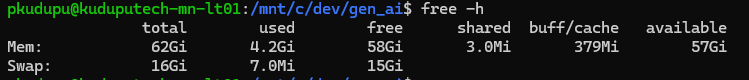 pkudupu@kuduputech-mn-lt01:/mnt/c/dev/gen_ai$ free -h
total used free shared buff/cache available
Mem: 62Gi 4.2Gi 58Gi 3.0Mi 379Mi 57Gi
Swap: 16Gi 7.0Mi 15Gi